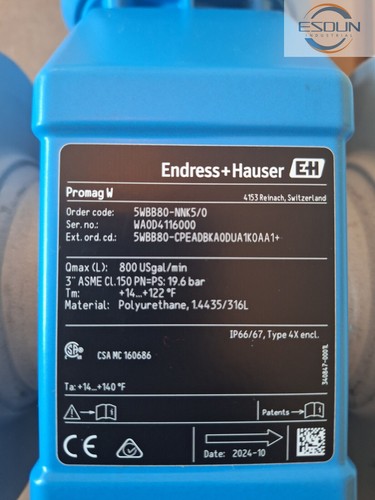 ESDUN
INDUSTRIAL
Endress+Hauser EH
Promag W
4153 Reinach, Switzerland
Order code: 5WBB80-NNK5/0
Ser. no.: WA0D4116000
Ext. ord. cd.: 5WBB80-CPEADBKA0DUA1K0AA1+
Qmax (L): 800 USgal/min
3" ASME Cl.150 PN=PS: 19.6 bar
Tm: +14...+122 °F
Material: Polyurethane, 1.4435/316L
IP66/67, Type 4X encl.
CSA MC 160686
340847-0001L
Ta: +14...+140 °F
Patents
CE
Date: 2024-10